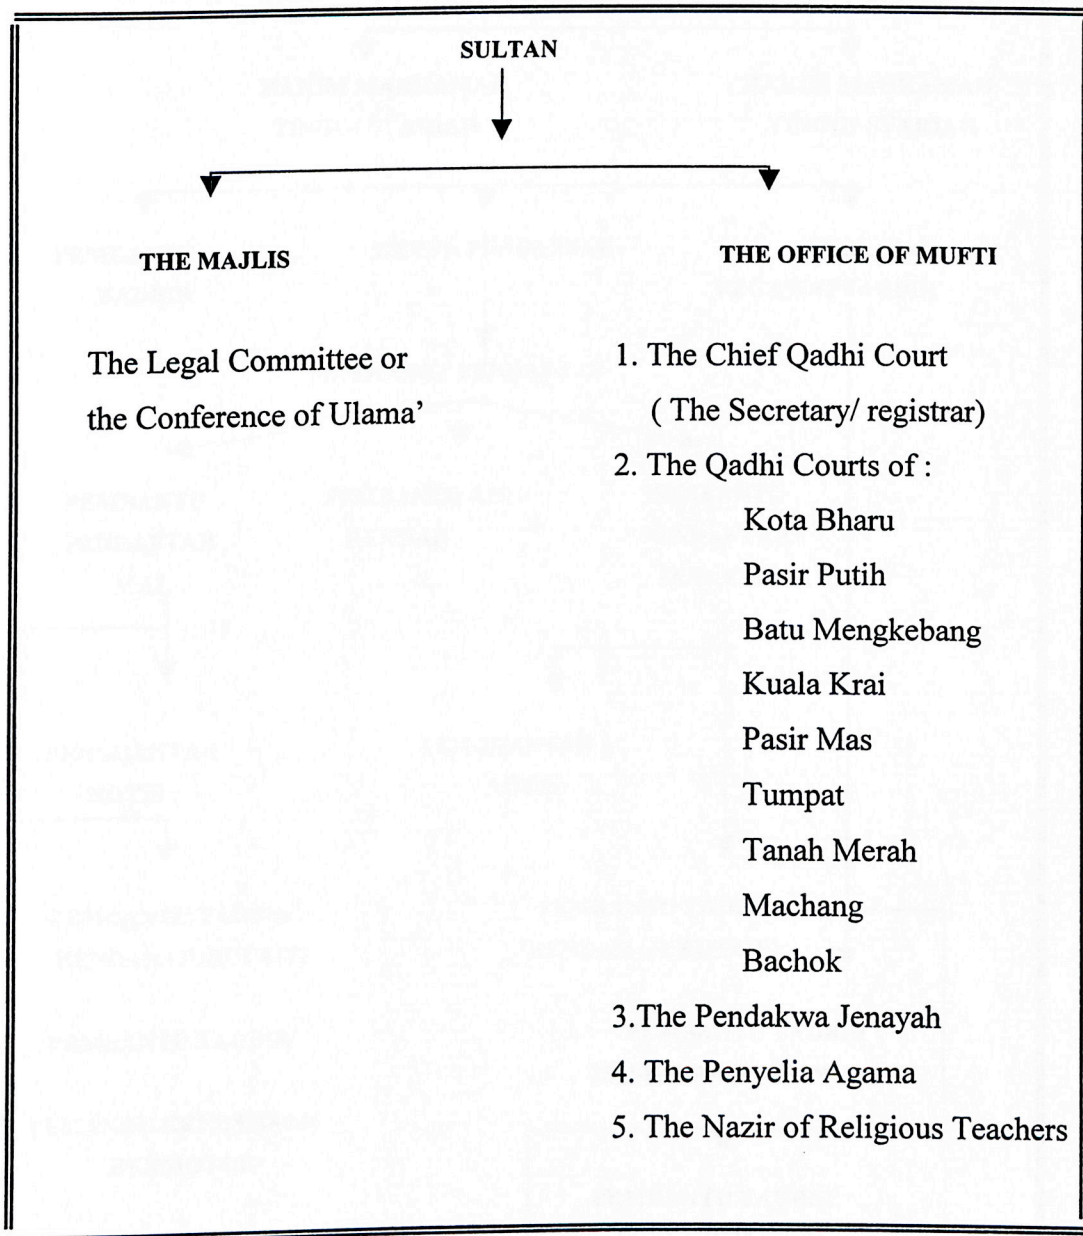 SULTAN
THE MAJLIS
The Legal Committee or
the Conference of Ulama’
THE OFFICE OF MUFTI
1. The Chief Qadhi Court
( The Secretary/ registrar)
2. The Qadhi Courts of :
Kota Bharu
Pasir Putih
Batu Mengkebang
Kuala Krai
Pasir Mas
Tumpat
Tanah Merah
Machang
Bachok
3.The Pendakwa Jenayah
4. The Penyelia Agama
5. The Nazir of Religious Teachers